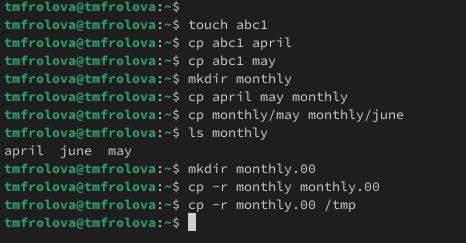 tmfrolova@tmfrolova:~$
tmfrolova@tmfrolova:~$ touch abc1
tmfrolova@tmfrolova:~$ cp abc1 april
tmfrolova@tmfrolova:~$ cp abc1 may
tmfrolova@tmfrolova:~$ mkdir monthly
tmfrolova@tmfrolova:~$ cp april may monthly
tmfrolova@tmfrolova:~$ cp monthly/may monthly/june
tmfrolova@tmfrolova:~$ ls monthly
april  june  may
tmfrolova@tmfrolova:~$ mkdir monthly.00
tmfrolova@tmfrolova:~$ cp -r monthly monthly.00
tmfrolova@tmfrolova:~$ cp -r monthly.00 /tmp
tmfrolova@tmfrolova:~$